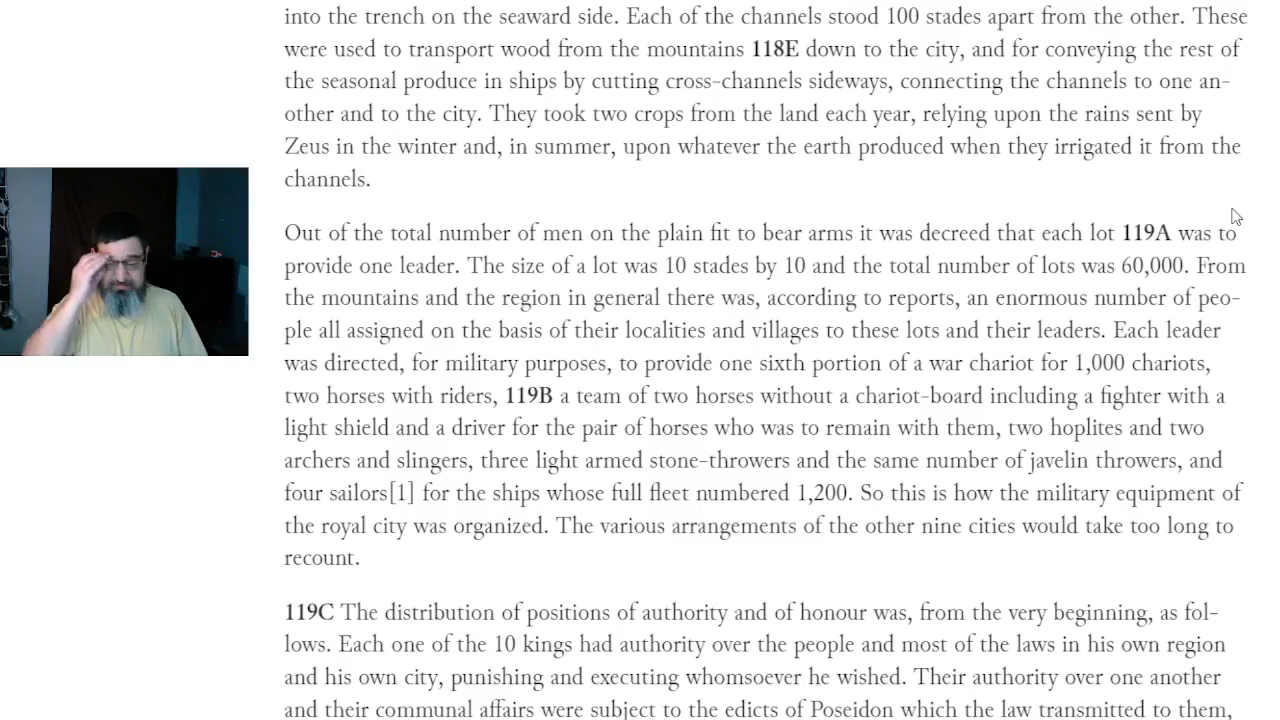 into the trench on the seaward side. Each of the channels stood 100 stades apart from the other. These
were used to transport wood from the mountains 118E down to the city, and for conveying the rest of
the seasonal produce in ships by cutting cross-channels sideways, connecting the channels to one an-
other and to the city. They took two crops from the land each year, relying upon the rains sent by
Zeus in the winter and, in summer, upon whatever the earth produced when they irrigated it from the
channels.
Out of the total number of men on the plain fit to bear arms it was decreed that each lot 119A was to
provide one leader. The size of a lot was 10 stades by 10 and the total number of lots was 60,000. From
the mountains and the region in general there was, according to reports, an enormous number of peo-
ple all assigned on the basis of their localities and villages to these lots and their leaders. Each leader
was directed, for military purposes, to provide one sixth portion of a war chariot for 1,000 chariots,
two horses with riders, 119B a team of two horses without a chariot-board including a fighter with a
light shield and a driver for the pair of horses who was to remain with them, two hoplites and two
archers and slingers, three light armed stone-throwers and the same number of javelin throwers, and
four sailors[1] for the ships whose full fleet numbered 1,200. So this is how the military equipment of
the royal city was organized. The various arrangements of the other nine cities would take too long to
recount.
119C The distribution of positions of authority and of honour was, from the very beginning, as fol-
lows. Each one of the 10 kings had authority over the people and most of the laws in his own region
and his own city, punishing and executing whomsoever he wished. Their authority over one another
and their communal affairs were subject to the edicts of Poseidon which the law transmitted to them,